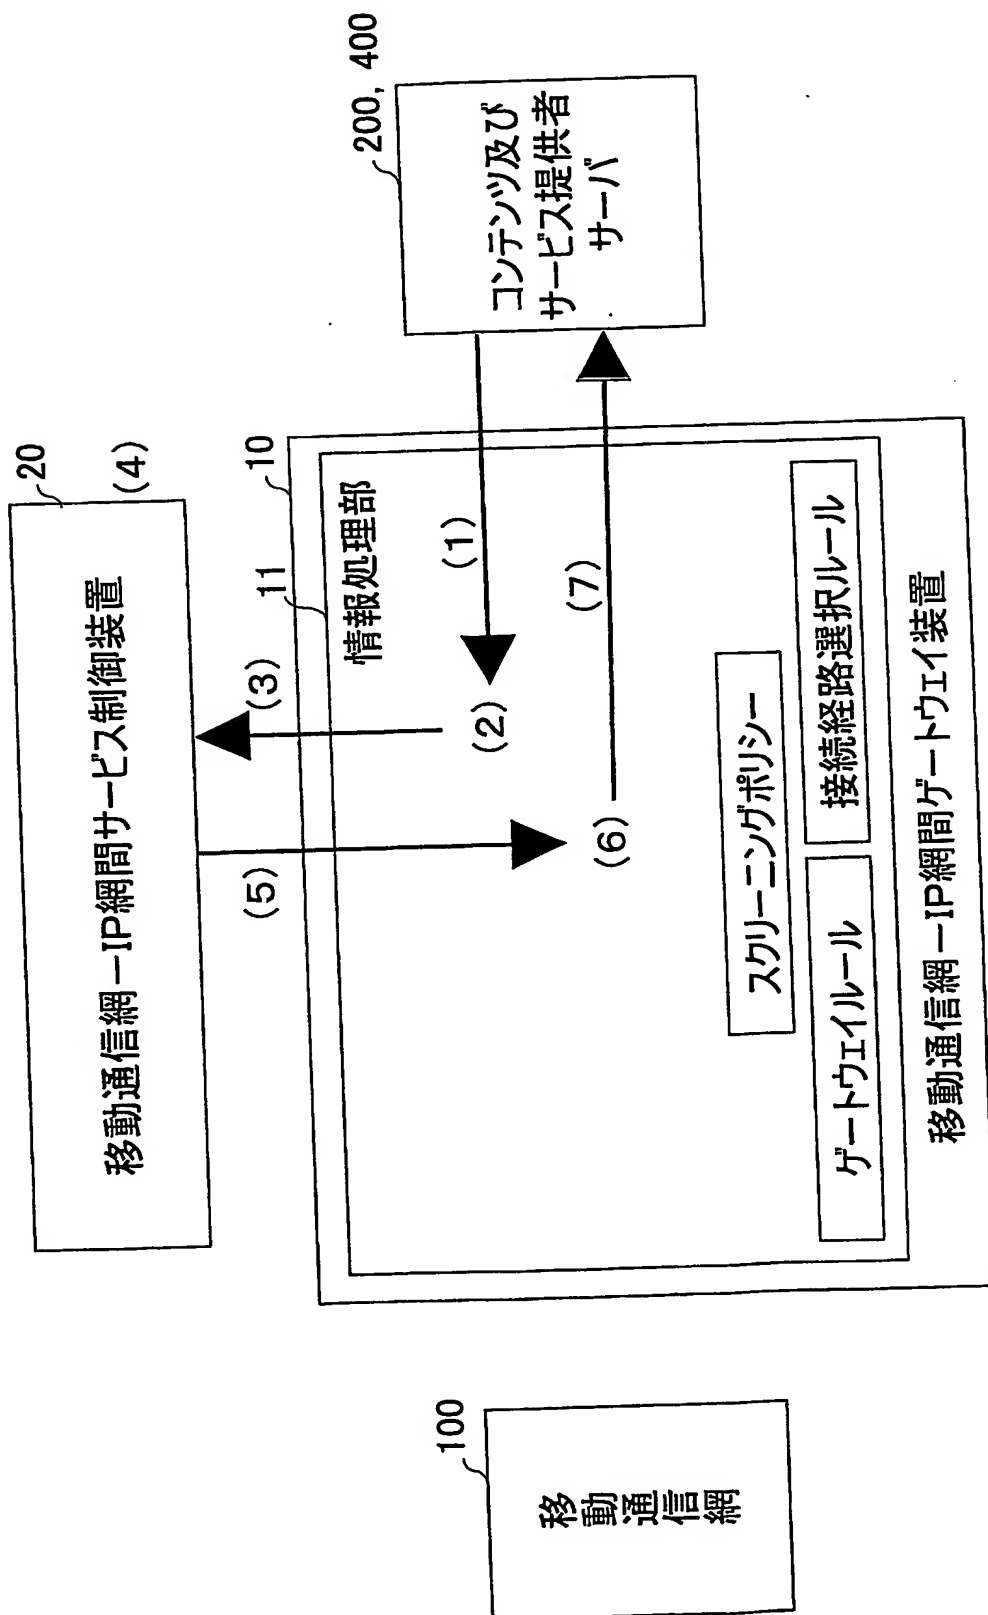 20
移動通信網－IP網間サービス制御装置
(4)
(3)
(5)
10
11
情報処理部
(1)
(2)
(7)
(6)
スクリーニングポリシー
ゲートウェイルール
接続経路選択ルール
移動通信網－IP網間ゲートウェイ装置
200, 400
コンテンツ及び
サービス提供者
サーバ
100
移動通信網